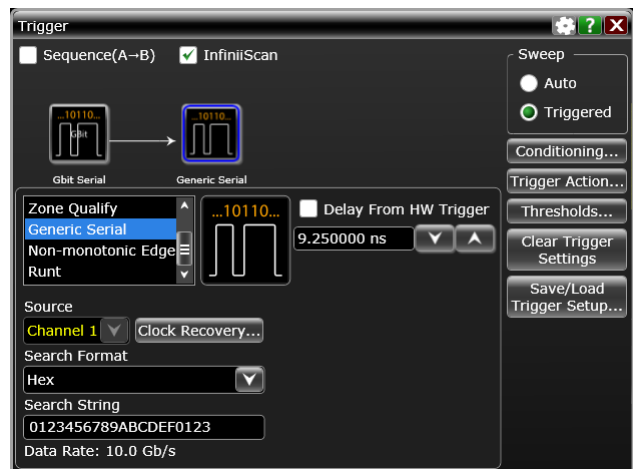 Trigger
?
X
Sequence(A→B)
InfiniiScan
Sweep
Auto
Triggered
...10110...
GBit
...10110...
Gbit Serial
Generic Serial
Conditioning...
Trigger Action...
Thresholds...
Clear Trigger
Settings
Save/Load
Trigger Setup...
Zone Qualify
Generic Serial
Non-monotonic Edge
Runt
...10110...
Delay From HW Trigger
9.250000 ns
Source
Channel 1
Clock Recovery...
Search Format
Hex
Search String
0123456789ABCDEF0123
Data Rate: 10.0 Gb/s